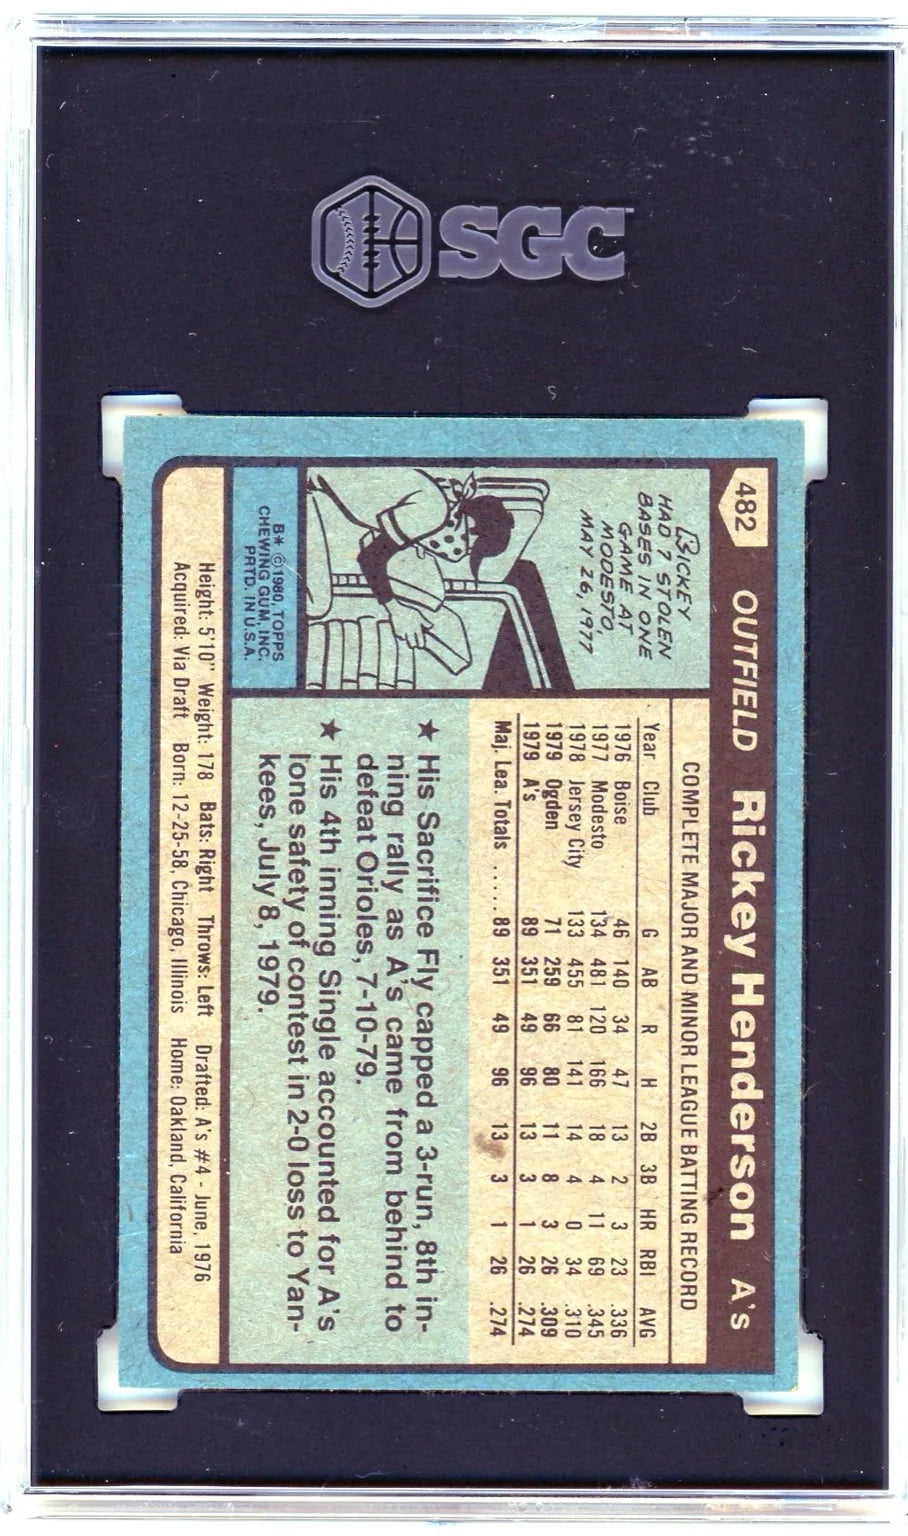 SGC
482 OUTFIELD Rickey Henderson A's
RICKEY
HAD 7 STOLEN
BASES IN ONE
GAME AT
MODESTO,
MAY 26, 1977
B* ©1980, TOPPS
CHEWING GUM, INC.
PRTD. IN U.S.A.
COMPLETE MAJOR AND MINOR LEAGUE BATTING RECORD
Year Club G AB R H 2B 3B HR RBI AVG
1976 Boise 46 140 34 47 13 2 3 23 .336
1977 Modesto 134 481 120 166 18 4 11 69 .345
1978 Jersey City 133 455 81 141 14 4 0 34 .310
1979 Ogden 71 259 66 80 11 8 3 26 .309
1979 A's 89 351 49 96 13 3 1 26 .274
Maj. Lea. Totals ...... 89 351 49 96 13 3 1 26 .274
★ His Sacrifice Fly capped a 3-run, 8th in-
ning rally as A's came from behind to
defeat Orioles, 7-10-79.
★ His 4th inning Single accounted for A's
lone safety of contest in 2-0 loss to Yan-
kees, July 8, 1979.
Height: 5'10" Weight: 178 Bats: Right Throws: Left Drafted: A's #4 - June, 1976
Acquired: Via Draft Born: 12-25-58, Chicago, Illinois Home: Oakland, California